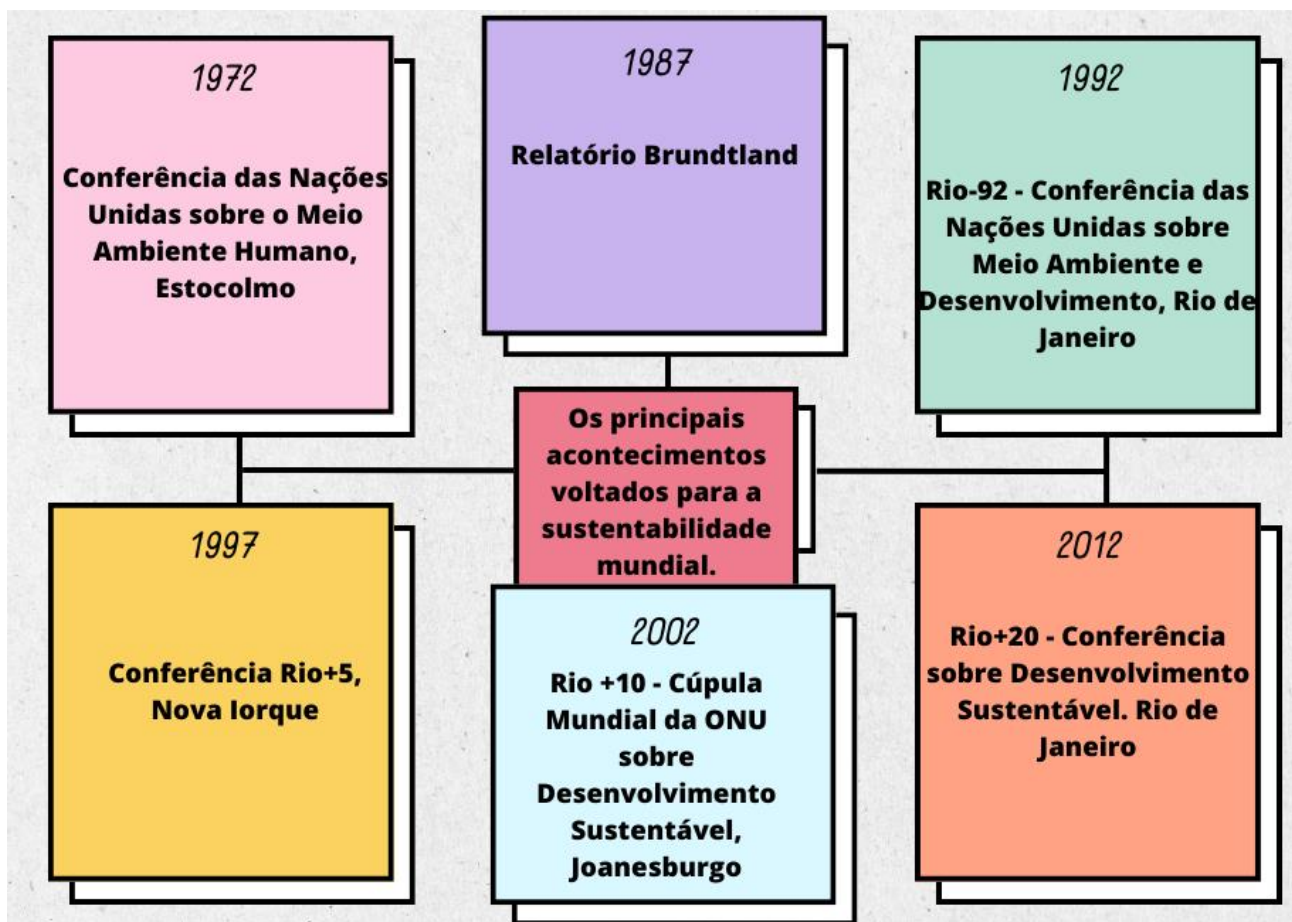 1972
Conferência das Nações
Unidas sobre o Meio
Ambiente Humano,
Estocolmo
1987
Relatório Brundtland
1992
Rio-92 - Conferência das
Nações Unidas sobre
Meio Ambiente e
Desenvolvimento, Rio de
Janeiro
Os principais
acontecimentos
voltados para a
sustentabilidade
mundial.
1997
Conferência Rio+5,
Nova Iorque
2002
Rio +10 - Cúpula
Mundial da ONU
sobre
Desenvolvimento
Sustentável,
Joanesburgo
2012
Rio+20 - Conferência
sobre Desenvolvimento
Sustentável. Rio de
Janeiro